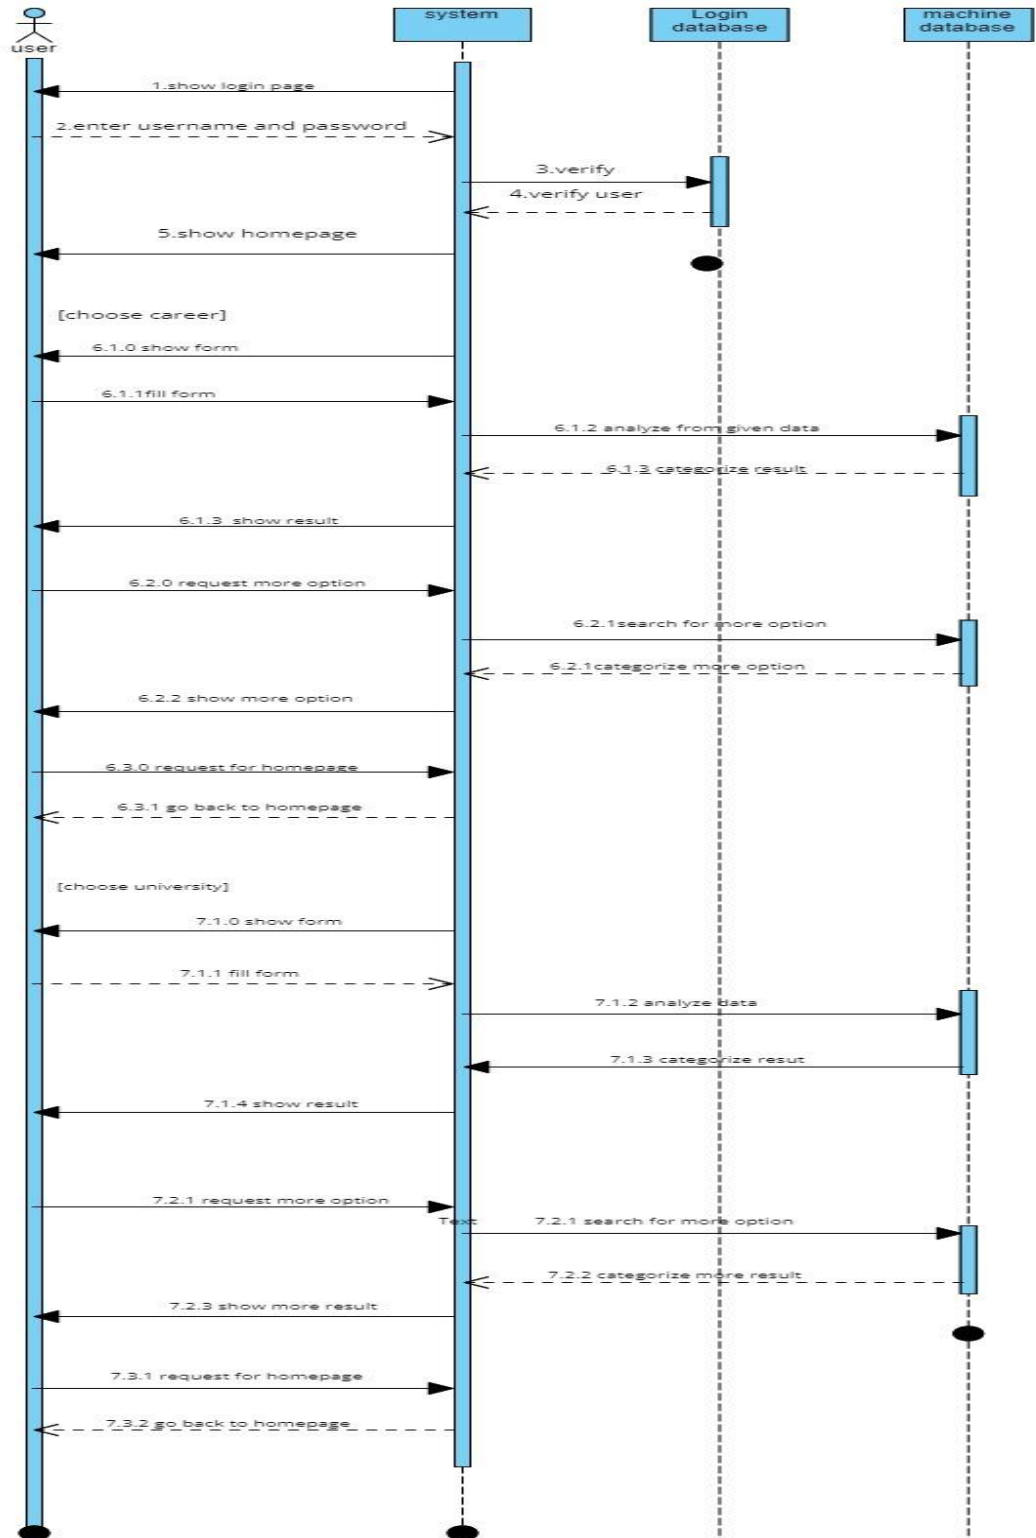 system
Login
database
machine
database
user
1.show login page
2.enter username and password
3.verify
4.verify user
5.show homepage
[choose career]
6.1.0 show form
6.1.1fill form
6.1.2 analyze from given data
6.1.3 categorize result
6.1.3 show result
6.2.0 request more option
6.2.1search for more option
6.2.1categorize more option
6.2.2 show more option
6.3.0 request for homepage
6.3.1 go back to homepage
[choose university]
7.1.0 show form
7.1.1 fill form
7.1.2 analyze data
7.1.3 categorize resut
7.1.4 show result
7.2.1 request more option
Text
7.2.1 search for more option
7.2.2 categorize more result
7.2.3 show more result
7.3.1 request for homepage
7.3.2 go back to homepage